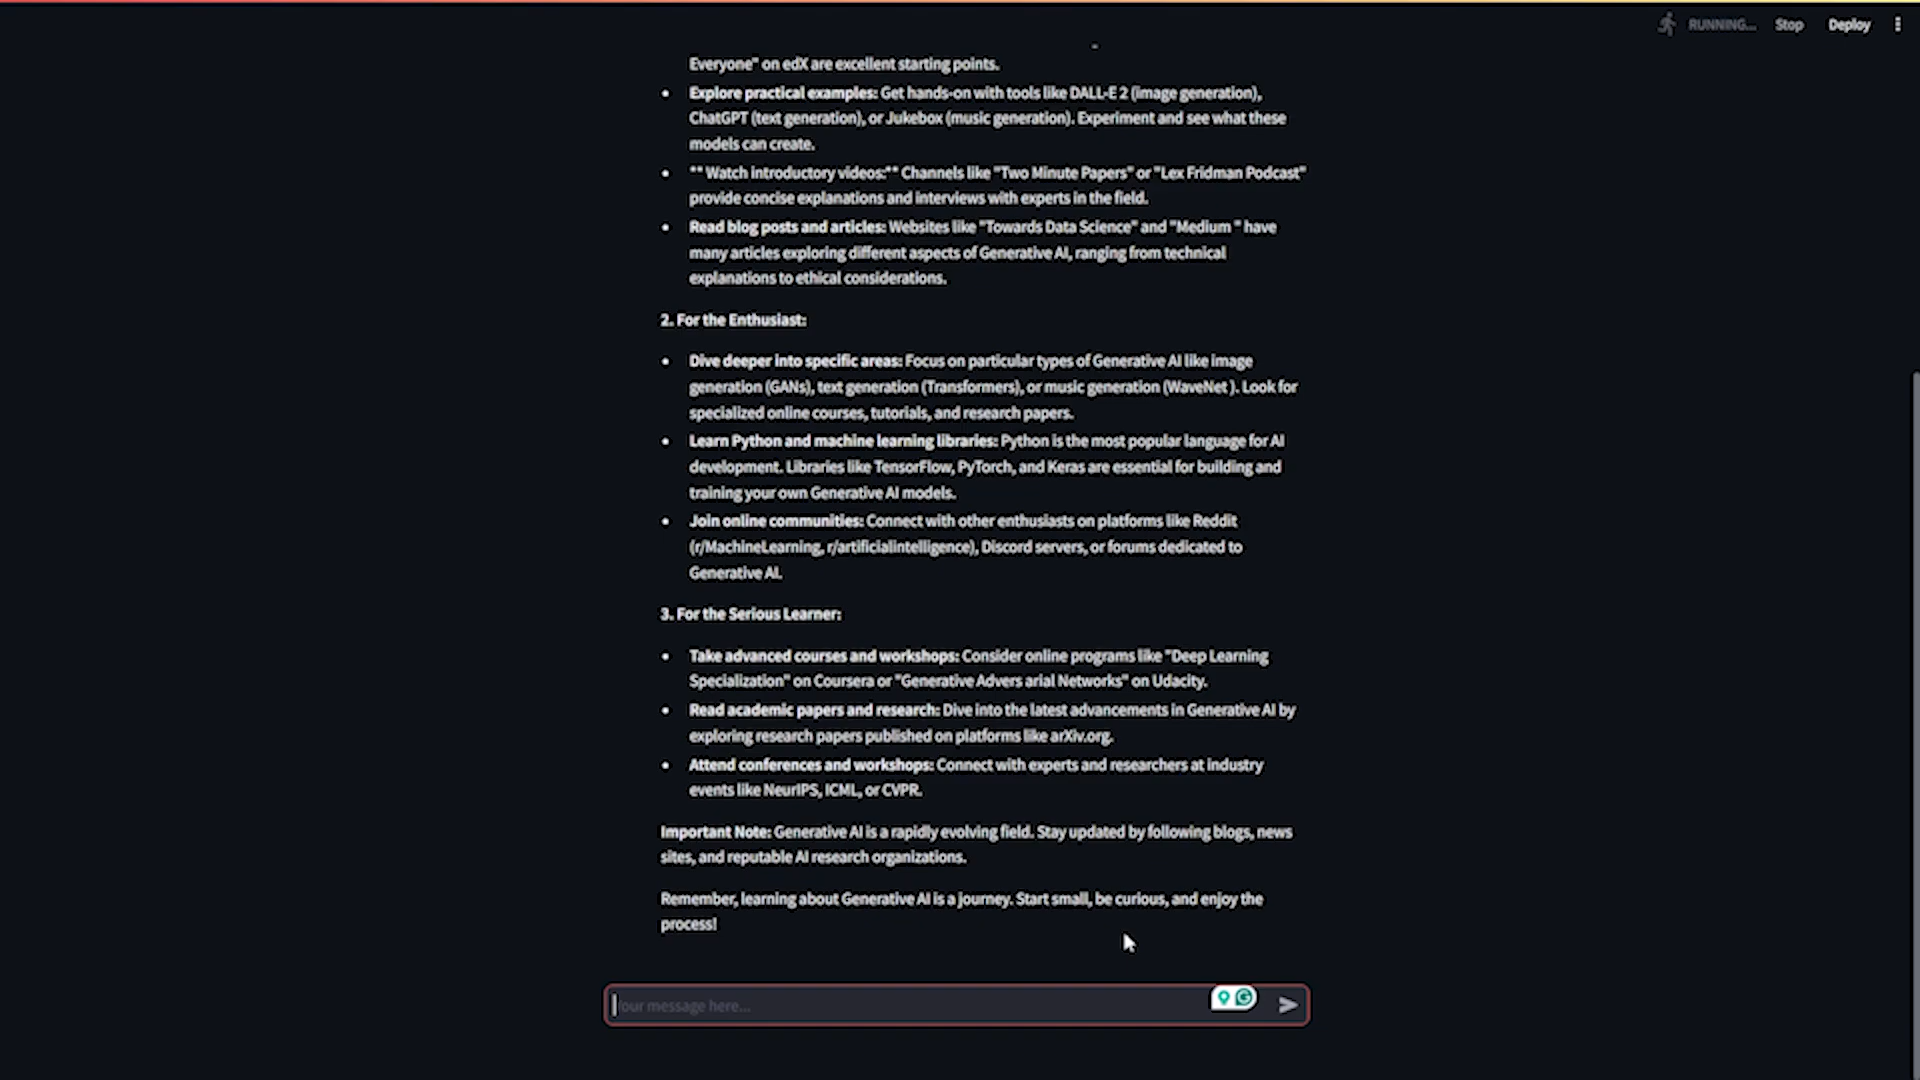 RUNNING... Stop Deploy
Everyone" on edX are excellent starting points.
• Explore practical examples: Get hands-on with tools like DALL-E 2 (image generation),
ChatGPT (text generation), or Jukebox (music generation). Experiment and see what these
models can create.
• ** Watch introductory videos:** Channels like "Two Minute Papers" or "Lex Fridman Podcast"
provide concise explanations and interviews with experts in the field.
• Read blog posts and articles: Websites like "Towards Data Science" and "Medium " have
many articles exploring different aspects of Generative AI, ranging from technical
explanations to ethical considerations.
2. For the Enthusiast:
• Dive deeper into specific areas: Focus on particular types of Generative AI like image
generation (GANs), text generation (Transformers), or music generation (WaveNet ). Look for
specialized online courses, tutorials, and research papers.
• Learn Python and machine learning libraries: Python is the most popular language for AI
development. Libraries like TensorFlow, PyTorch, and Keras are essential for building and
training your own Generative AI models.
• Join online communities: Connect with other enthusiasts on platforms like Reddit
(r/MachineLearning, r/artificialintelligence), Discord servers, or forums dedicated to
Generative AI.
3. For the Serious Learner:
• Take advanced courses and workshops: Consider online programs like "Deep Learning
Specialization" on Coursera or "Generative Advers arial Networks" on Udacity.
• Read academic papers and research: Dive into the latest advancements in Generative AI by
exploring research papers published on platforms like arXiv.org.
• Attend conferences and workshops: Connect with experts and researchers at industry
events like NeurIPS, ICML, or CVPR.
Important Note: Generative AI is a rapidly evolving field. Stay updated by following blogs, news
sites, and reputable AI research organizations.
Remember, learning about Generative AI is a journey. Start small, be curious, and enjoy the
process!
Your message here...